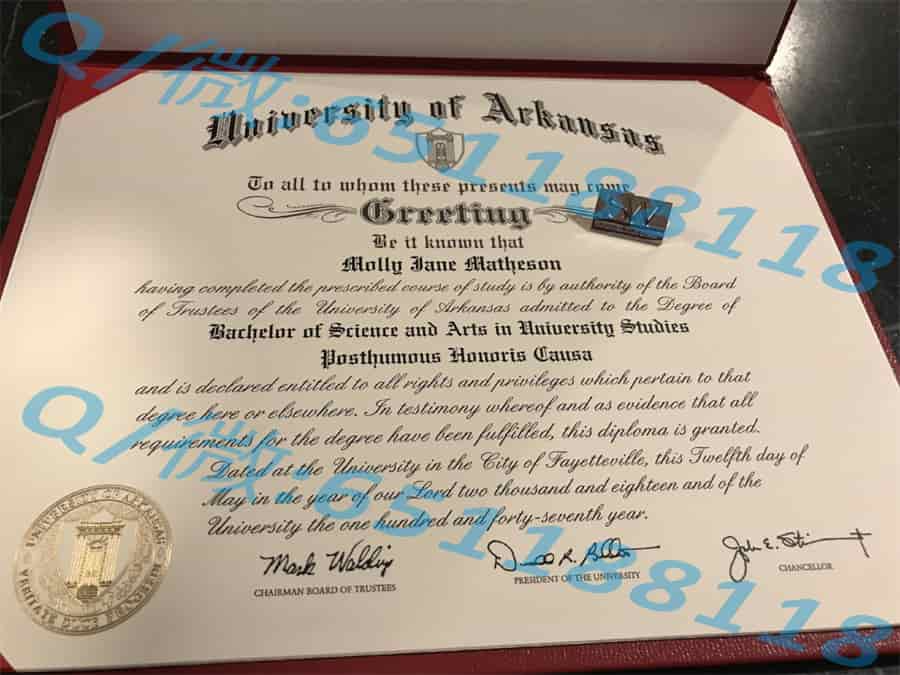 University of Arkansas
To all to whom these presents may come
Greeting
Be it known that
Molly Jane Matheson
having completed the prescribed course of study is by authority of the Board
of Trustees of the University of Arkansas admitted to the Degree of
Bachelor of Science and Arts in University Studies
Posthumous Honoris Causa
and is declared entitled to all rights and privileges which pertain to that
degree here or elsewhere. In testimony whereof and as evidence that all
requirements for the degree have been fulfilled, this diploma is granted.
Dated at the University in the City of Fayetteville, this Twelfth day of
May in the year of our Lord two thousand and eighteen and of the
University the one hundred and forty-seventh year.
CHAIRMAN BOARD OF TRUSTEES
PRESIDENT OF THE UNIVERSITY
CHANCELLOR
Q/微:65118
Q/微:65118